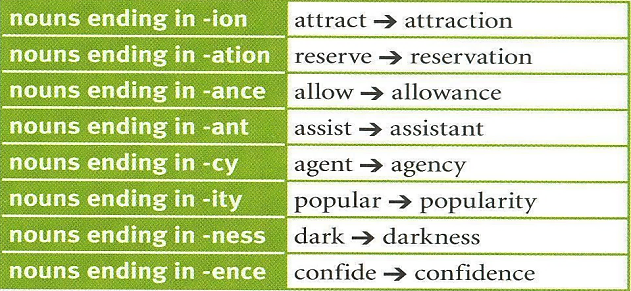 nouns ending in -ion attract → attraction
nouns ending in -ation reserve → reservation
nouns ending in -ance allow → allowance
nouns ending in -ant assist → assistant
nouns ending in -cy agent → agency
nouns ending in -ity popular → popularity
nouns ending in -ness dark → darkness
nouns ending in -ence confide → confidence